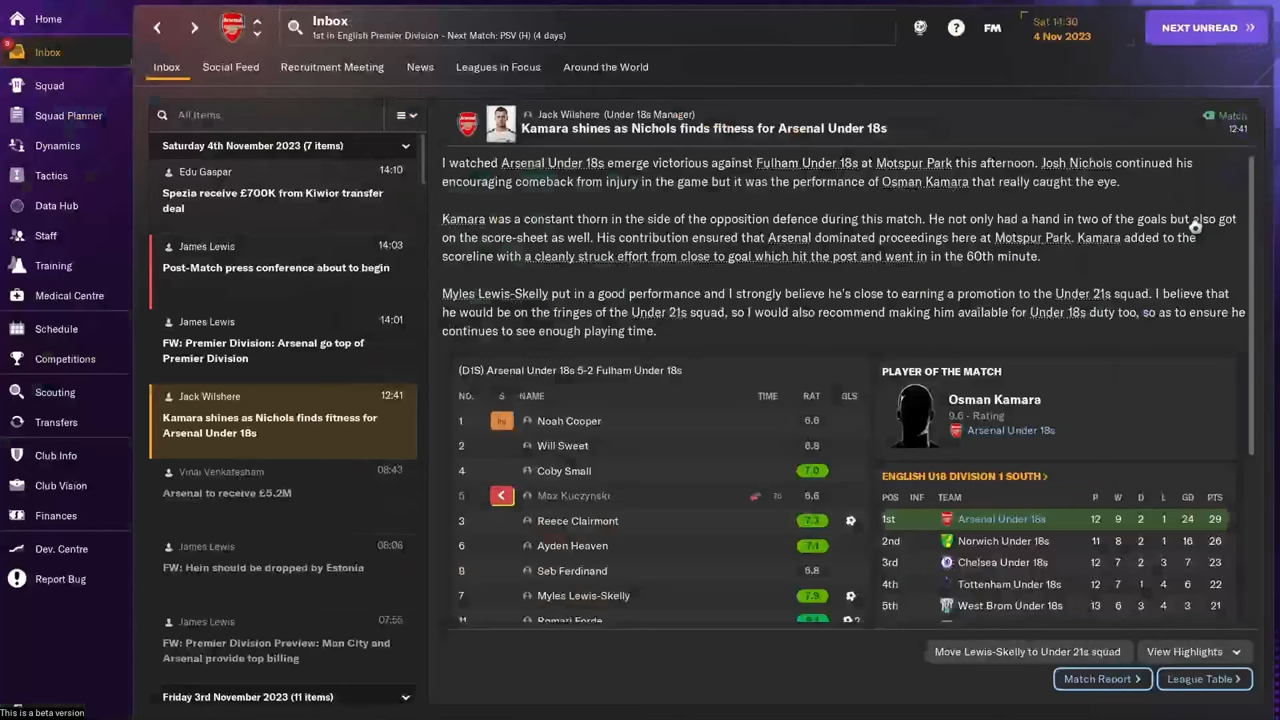 Home
Inbox
Squad
Squad Planner
Dynamics
Tactics
Data Hub
Staff
Training
Medical Centre
Schedule
Competitions
Scouting
Transfers
Club Info
Club Vision
Finances
Dev. Centre
Report Bug
This is a beta version
Inbox
1st in English Premier Division - Next Match: PSV (H) (4 days)
FM
Sat 14:30
4 Nov 2023
NEXT UNREAD
Inbox
Social Feed
Recruitment Meeting
News
Leagues in Focus
Around the World
All Items
Saturday 4th November 2023 (7 items)
Edu Gaspar 14:10
Spezia receive £700K from Kiwior transfer
deal
James Lewis 14:03
Post-Match press conference about to begin
James Lewis 14:01
FW: Premier Division: Arsenal go top of
Premier Division
Jack Wilshere 12:41
Kamara shines as Nichols finds fitness for
Arsenal Under 18s
Vinai Venkatesham 08:43
Arsenal to receive £5.2M
James Lewis 08:06
FW: Hein should be dropped by Estonia
James Lewis 07:55
FW: Premier Division Preview: Man City and
Arsenal provide top billing
Friday 3rd November 2023 (11 items)
Jack Wilshere (Under 18s Manager)
Kamara shines as Nichols finds fitness for Arsenal Under 18s
Match
12:41
I watched Arsenal Under 18s emerge victorious against Fulham Under 18s at Motspur Park this afternoon. Josh Nichols continued his
encouraging comeback from injury in the game but it was the performance of Osman Kamara that really caught the eye.
Kamara was a constant thorn in the side of the opposition defence during this match. He not only had a hand in two of the goals but also got
on the score-sheet as well. His contribution ensured that Arsenal dominated proceedings here at Motspur Park. Kamara added to the
scoreline with a cleanly struck effort from close to goal which hit the post and went in in the 60th minute.
Myles Lewis-Skelly put in a good performance and I strongly believe he's close to earning a promotion to the Under 21s squad. I believe that
he would be on the fringes of the Under 21s squad, so I would also recommend making him available for Under 18s duty too, so as to ensure he
continues to see enough playing time.
(D1S) Arsenal Under 18s 5-2 Fulham Under 18s
NO. S NAME TIME RAT GLS
1 Inj Noah Cooper 6.6
2 Will Sweet 6.8
4 Coby Small 7.0
5 Max Kuczynski 76 6.6
3 Reece Clairmont 7.3
6 Ayden Heaven 7.1
8 Seb Ferdinand 6.8
7 Myles Lewis-Skelly 7.9
11 Romari Forde 2
PLAYER OF THE MATCH
Osman Kamara
9.6 - Rating
Arsenal Under 18s
ENGLISH U18 DIVISION 1 SOUTH
POS INF TEAM P W D L GD PTS
1st Arsenal Under 18s 12 9 2 1 24 29
2nd Norwich Under 18s 11 8 2 1 16 26
3rd Chelsea Under 18s 12 7 2 3 7 23
4th Tottenham Under 18s 12 7 1 4 6 22
5th West Brom Under 18s 13 6 3 4 3 21
Move Lewis-Skelly to Under 21s squad
View Highlights
Match Report
League Table